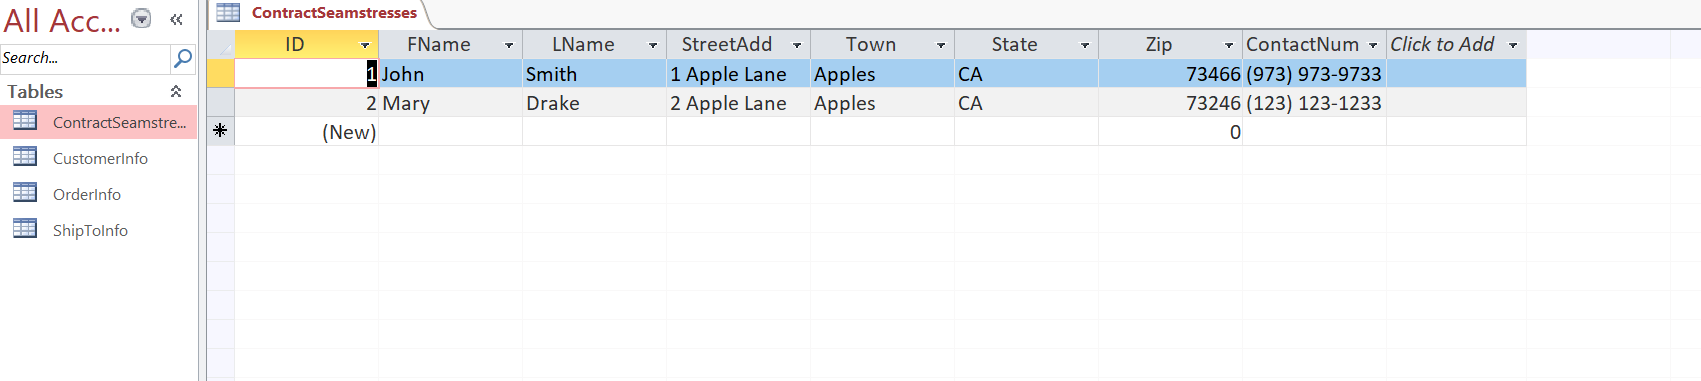 All Acc...
Search...
Tables
ContractSeamstre...
CustomerInfo
OrderInfo
ShipToInfo
ContractSeamstresses
ID FName LName StreetAdd Town State Zip ContactNum Click to Add
1 John Smith 1 Apple Lane Apples CA 73466 (973) 973-9733
2 Mary Drake 2 Apple Lane Apples CA 73246 (123) 123-1233
(New) 0